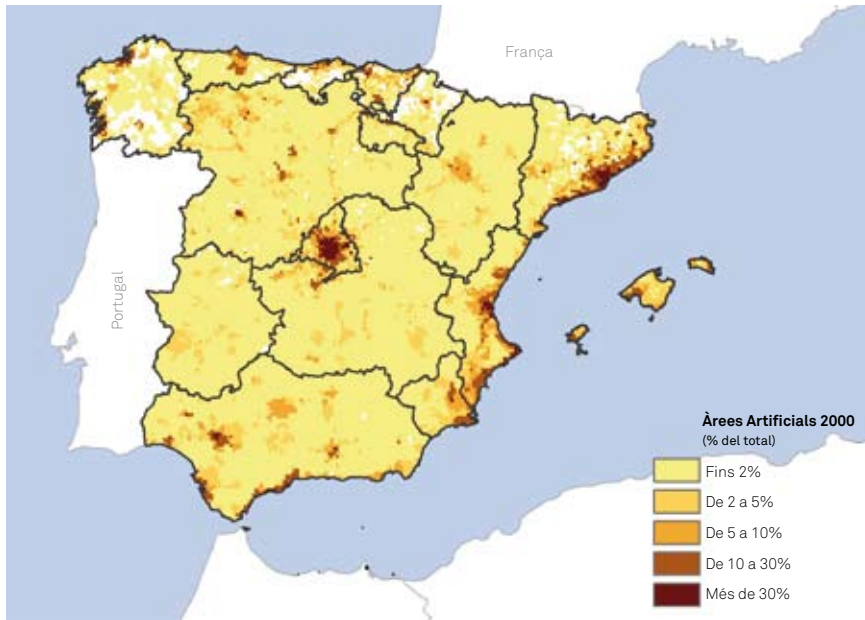 França
Portugal
Àrees Artificials 2000
(% del total)
Fins 2%
De 2 a 5%
De 5 a 10%
De 10 a 30%
Més de 30%